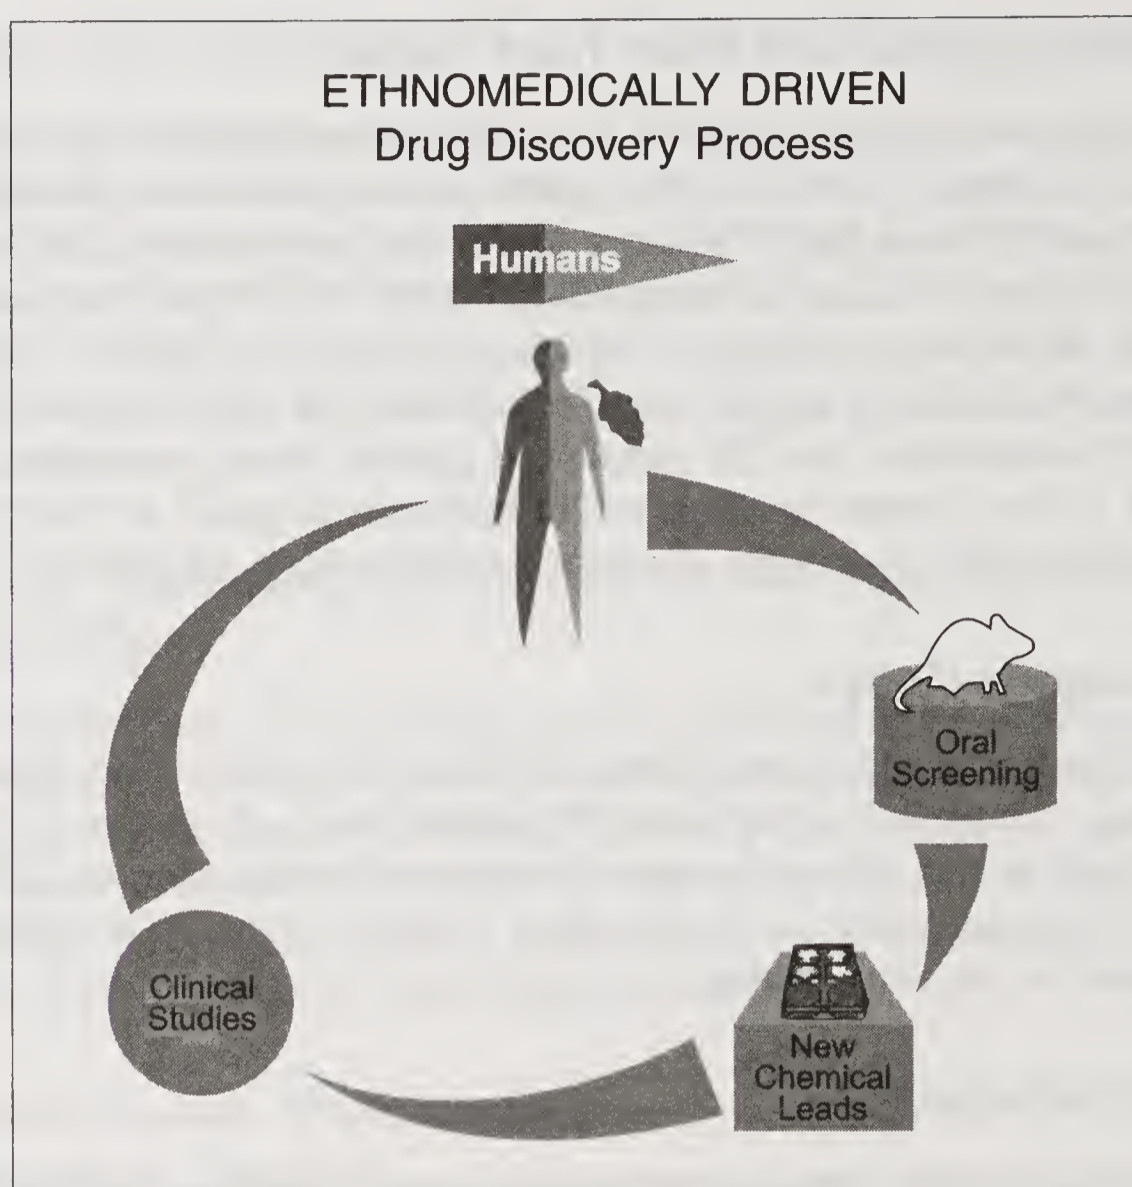 ETHNOMEDICALLY DRIVEN
Drug Discovery Process
Humans
Oral
Screening
New
Chemical
Leads
Clinical
Studies